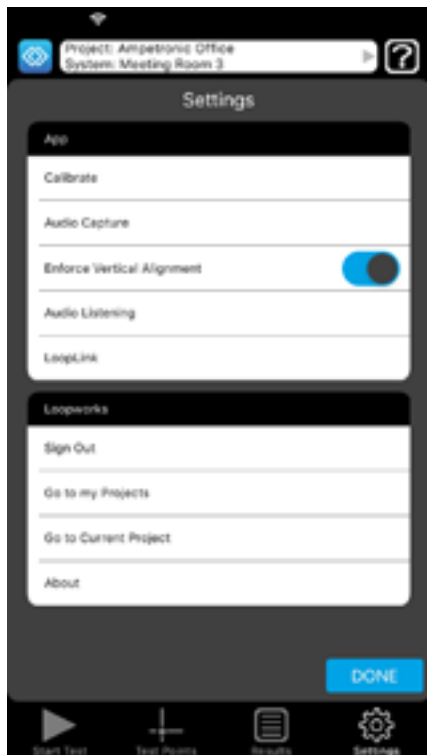 Project: Ampetronic Office
System: Meeting Room 3
?
Settings
App
Calibrate
Audio Capture
Enforce Vertical Alignment
Audio Listening
LoopLink
Loopworks
Sign Out
Go to my Projects
Go to Current Project
About
DONE
Start Test
Test Points
Results
Settings